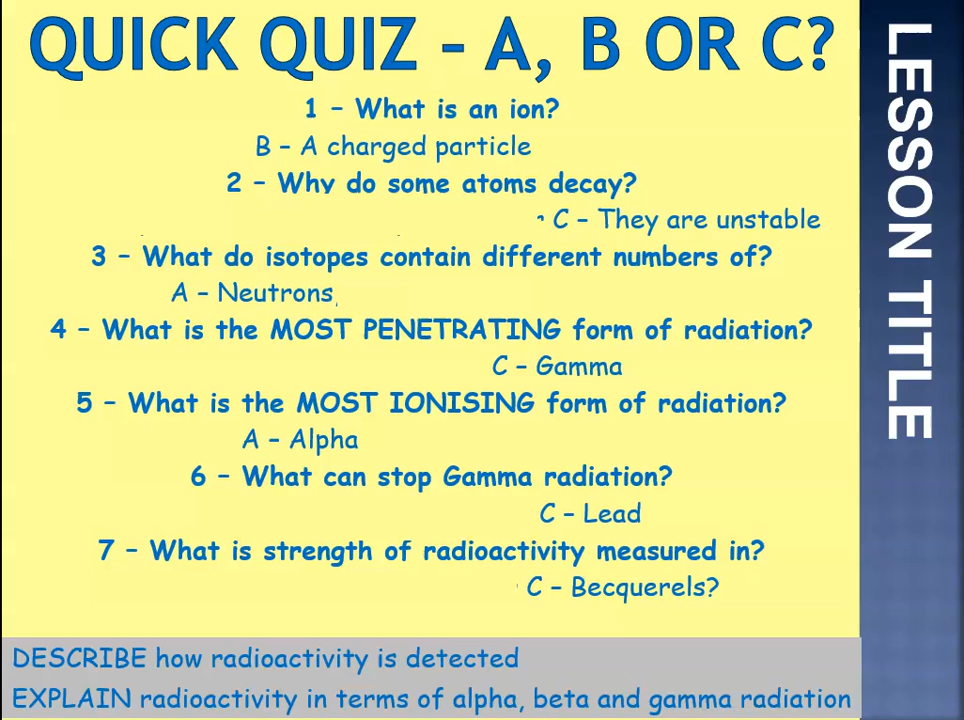 QUICK QUIZ - A, B OR C?
1 – What is an ion?
B – A charged particle
2 – Why do some atoms decay?
C – They are unstable
3 – What do isotopes contain different numbers of?
A – Neutrons,
4 – What is the MOST PENETRATING form of radiation?
C – Gamma
5 – What is the MOST IONISING form of radiation?
A – Alpha
6 – What can stop Gamma radiation?
C – Lead
7 – What is strength of radioactivity measured in?
C – Becquerels?
DESCRIBE how radioactivity is detected
EXPLAIN radioactivity in terms of alpha, beta and gamma radiation
LESSON TITLE